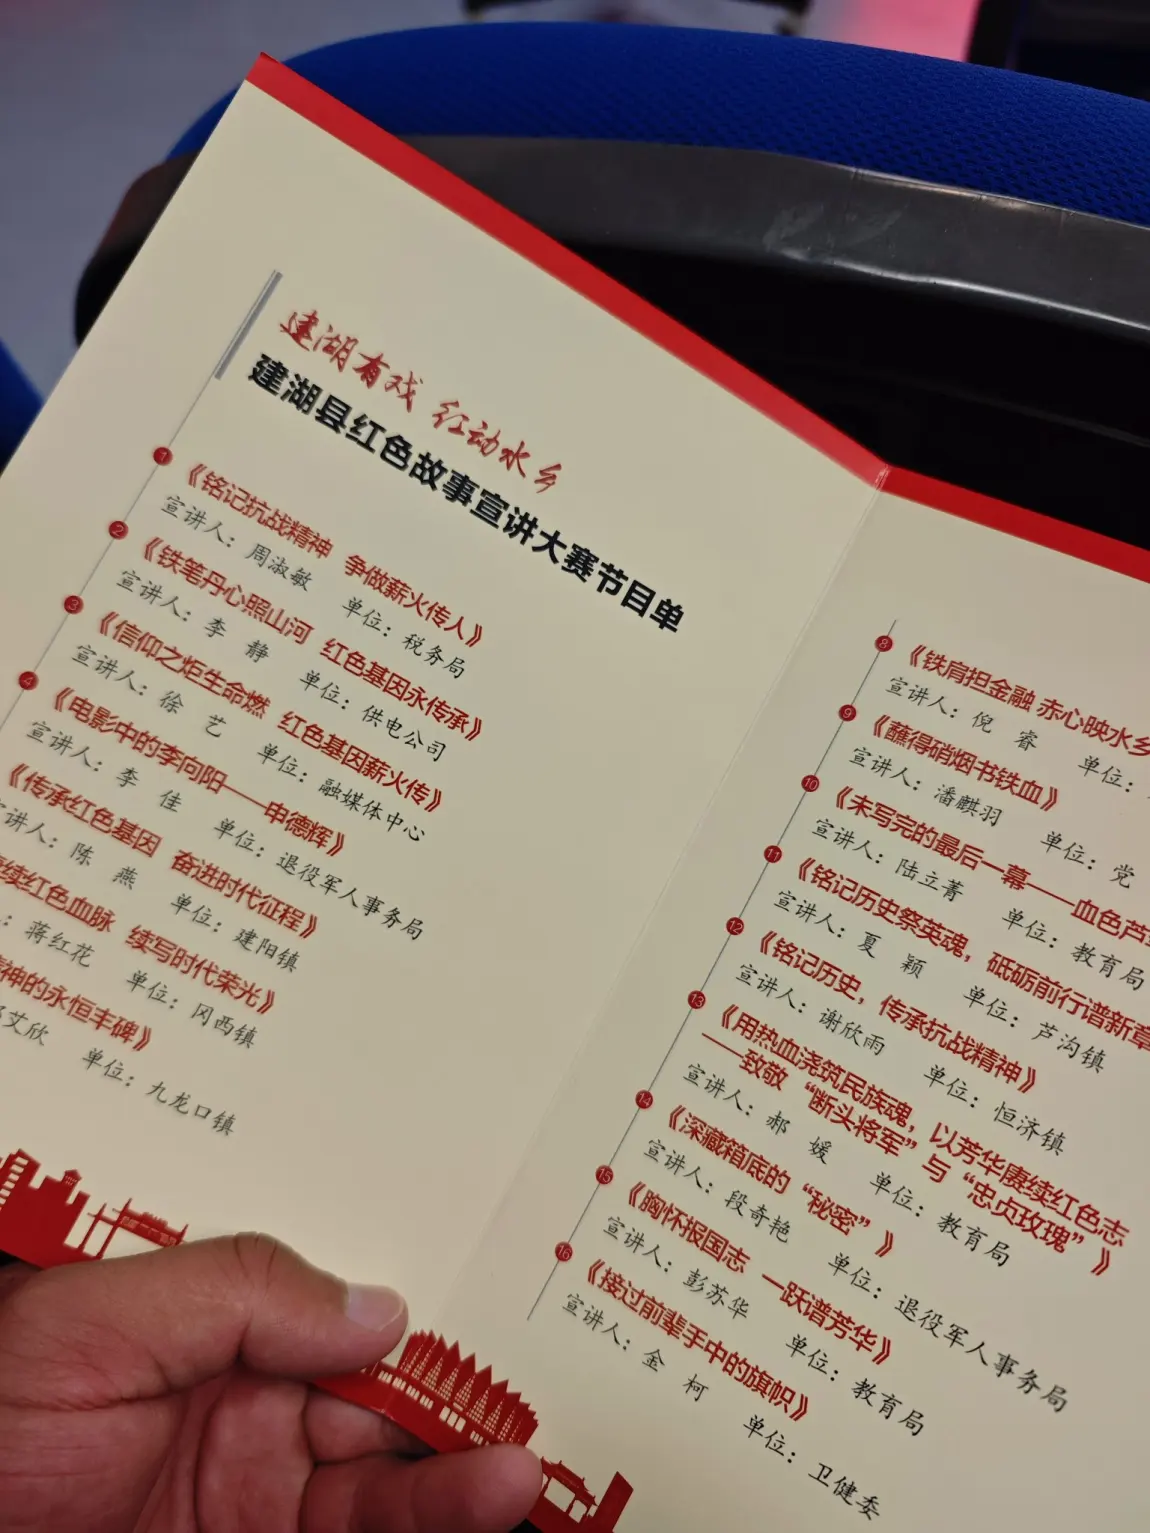 建湖有戏 红动水乡
建湖县红色故事宣讲大赛节目单
1
《铭记抗战精神 争做薪火传人》
宣讲人：周淑敏 单位：税务局
2
《铁笔丹心照山河 红色基因永传承》
宣讲人：李 静 单位：供电公司
3
《信仰之炬生命燃 红色基因薪火传》
宣讲人：徐 艺 单位：融媒体中心
4
《电影中的李向阳——申德辉》
宣讲人：李 佳 单位：退役军人事务局
《传承红色基因 奋进时代征程》
讲人：陈 燕 单位：建阳镇
续红色血脉 续写时代荣光》
：蒋红花 单位：冈西镇
神的永恒丰碑》
艾欣 单位：九龙口镇
8
《铁肩担金融 赤心映水乡
宣讲人：倪 睿 单位：
9
《蘸得硝烟书铁血》
宣讲人：潘麒羽 单位：党
10
《未写完的最后一幕——血色芦
宣讲人：陆立菁 单位：教育局
11
《铭记历史祭英魂，砥砺前行谱新章
宣讲人：夏 颖 单位：芦沟镇
12
《铭记历史，传承抗战精神》
宣讲人：谢欣雨 单位：恒济镇
13
《用热血浇筑民族魂，以芳华赓续红色志
——致敬“断头将军”与“忠贞玫瑰”》
宣讲人：郝 媛 单位：教育局
14
《深藏箱底的“秘密”》
宣讲人：段奇艳 单位：退役军人事务局
15
《胸怀报国志 一跃谱芳华》
宣讲人：彭苏华 单位：教育局
16
《接过前辈手中的旗帜》
宣讲人：金 柯 单位：卫健委